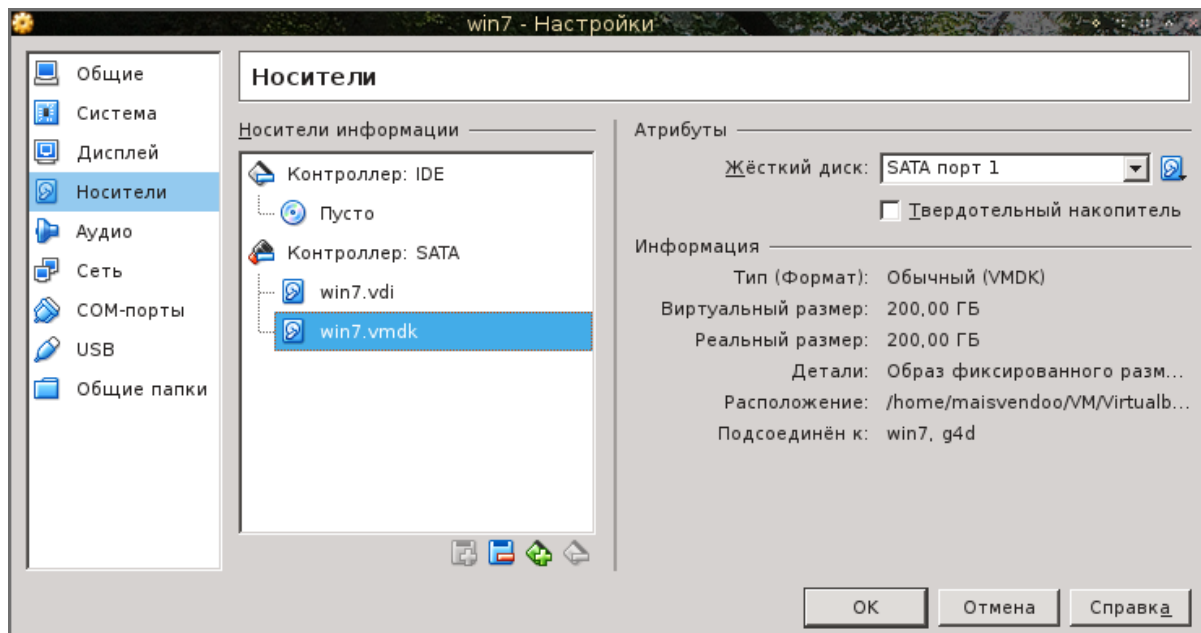 win7 - Настройки
Общие
Система
Дисплей
Носители
Аудио
Сеть
COM-порты
USB
Общие папки
Носители
Носители информации
Контроллер: IDE
Пусто
Контроллер: SATA
win7.vdi
win7.vmdk
Атрибуты
Жёсткий диск: SATA порт 1
Твердотельный накопитель
Информация
Тип (Формат): Обычный (VMDK)
Виртуальный размер: 200,00 ГБ
Реальный размер: 200,00 ГБ
Детали: Образ фиксированного разм...
Расположение: /home/maisvendoo/VM/Virtualb...
Подсоединён к: win7, g4d
OK
Отмена
Справка